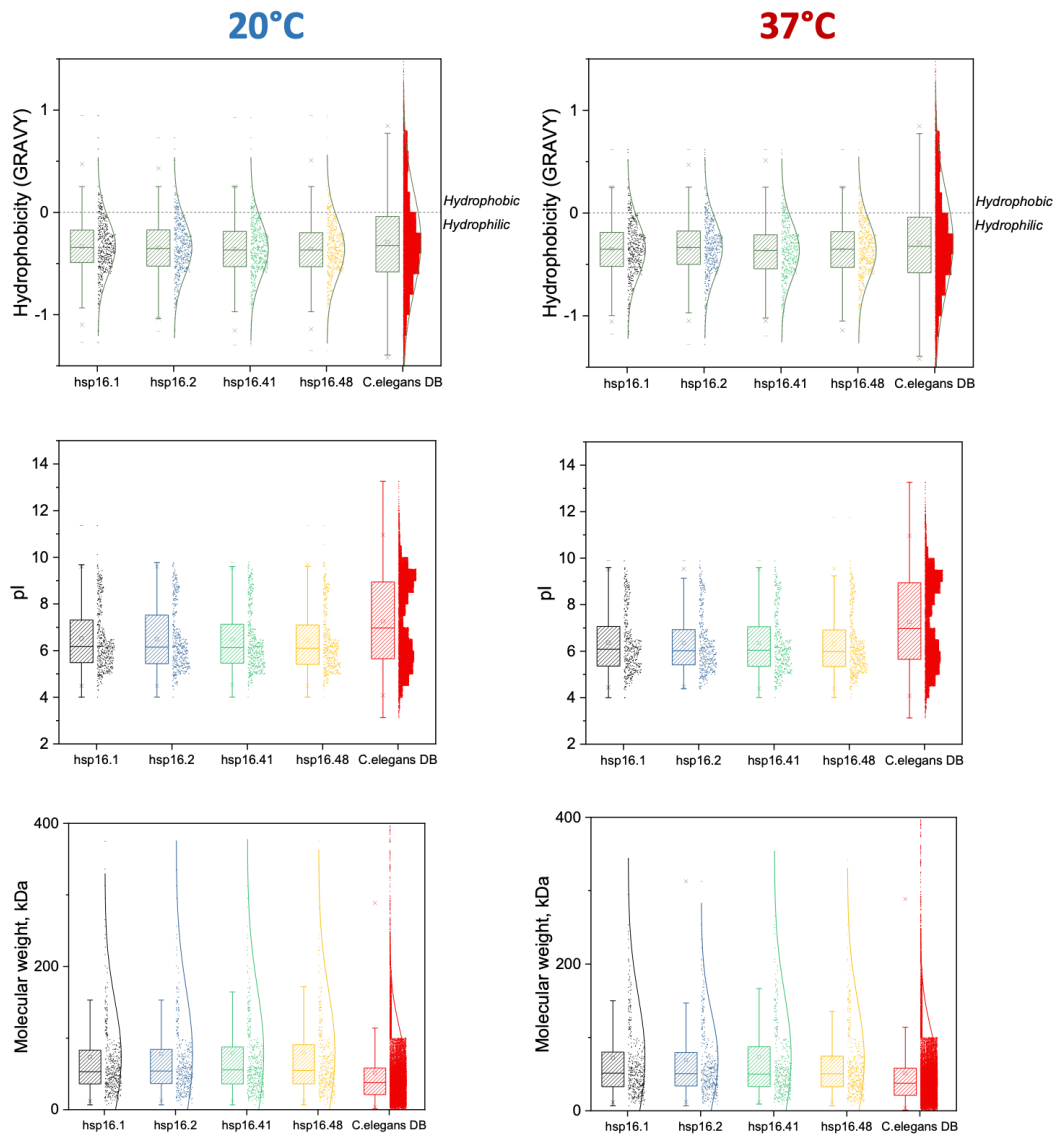 20°C
37°C
Hydrophobicity (GRAVY)
1
0
-1
Hydrophobic
Hydrophilic
hsp16.1 hsp16.2 hsp16.41 hsp16.48 C.elegans DB
Hydrophobicity (GRAVY)
1
0
-1
Hydrophobic
Hydrophilic
hsp16.1 hsp16.2 hsp16.41 hsp16.48 C.elegans DB
pI
14
12
10
8
6
4
2
hsp16.1 hsp16.2 hsp16.41 hsp16.48 C.elegans DB
pI
14
12
10
8
6
4
2
hsp16.1 hsp16.2 hsp16.41 hsp16.48 C.elegans DB
Molecular weight, kDa
400
200
0
hsp16.1 hsp16.2 hsp16.41 hsp16.48 C.elegans DB
Molecular weight, kDa
400
200
0
hsp16.1 hsp16.2 hsp16.41 hsp16.48 C.elegans DB